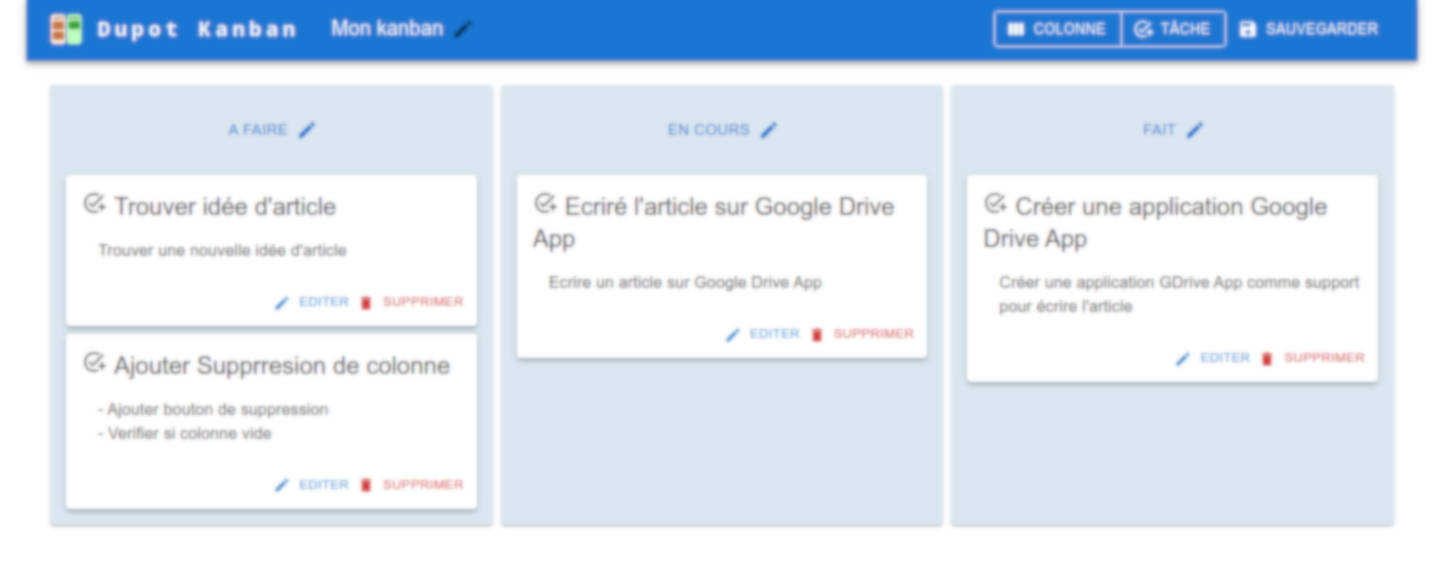 Dupot Kanban Mon kanban COLONNE TÂCHE SAUVEGARDER
A FAIRE
Trouver idée d'article
Trouver une nouvelle idée d'article
EDITER SUPPRIMER
Ajouter Supprresion de colonne
- Ajouter bouton de suppression
- Verifier si colonne vide
EDITER SUPPRIMER
EN COURS
Ecriré l'article sur Google Drive
App
Ecrire un article sur Google Drive App
EDITER SUPPRIMER
FAIT
Créer une application Google
Drive App
Créer une application GDrive App comme support
pour écrire l'article
EDITER SUPPRIMER